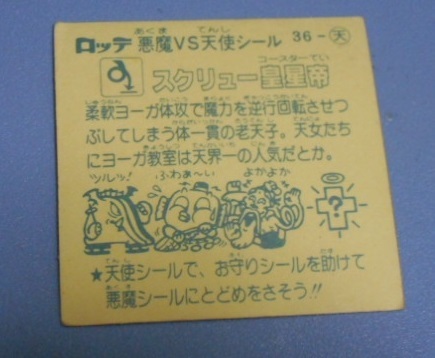 ロッテ 悪魔VS天使シール 36-天
スクリュー皇星帝
柔軟ヨーガ体攻で魔力を逆行回転させつ
ぶしてしまう体一貫の老天子。天女たち
にヨーガ教室は天界一の人気だとか。
ツルッ! ふわぁ〜い よかよか
?
★天使シールで、お守りシールを助けて
悪魔シールにとどめをさそう!!